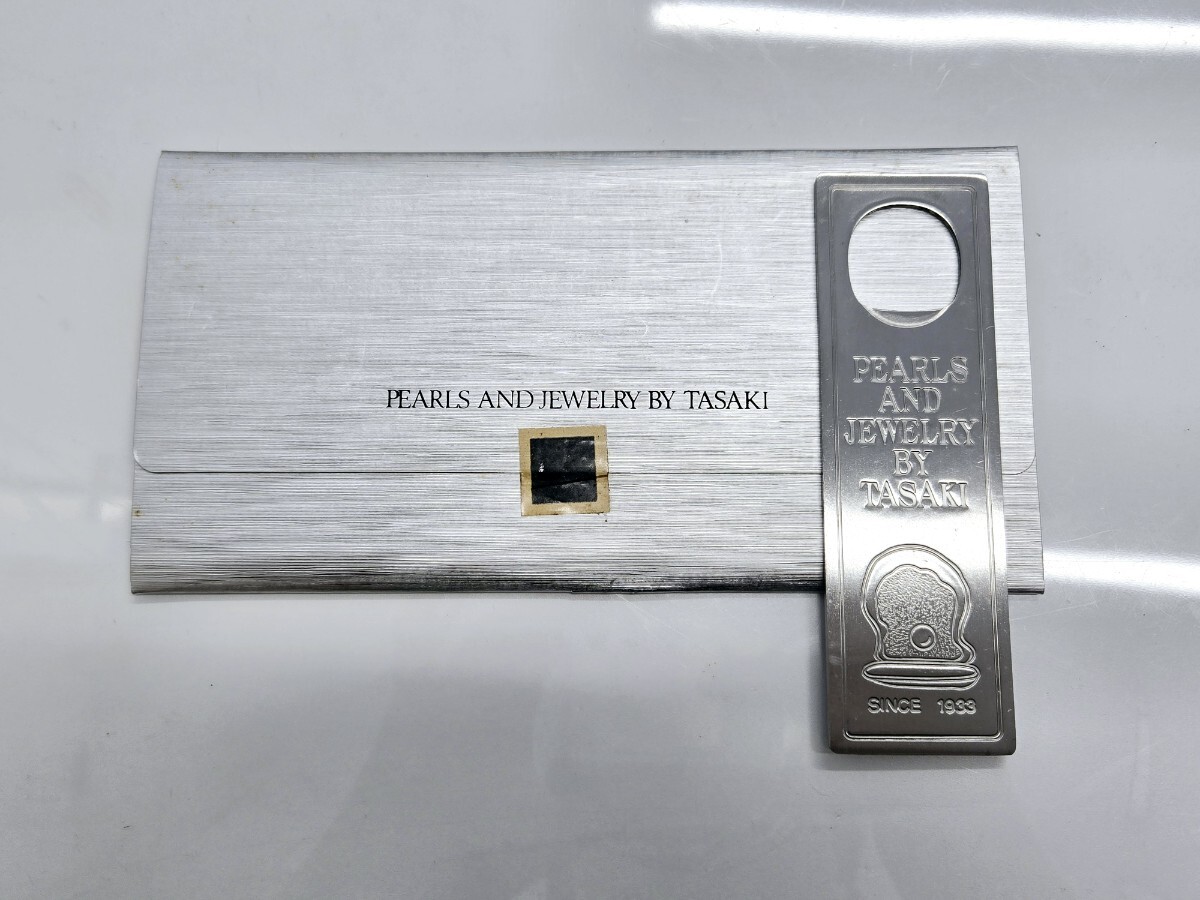 PEARLS AND JEWELRY BY TASAKI
PEARLS
AND
JEWELRY
BY
TASAKI
SINCE 1933